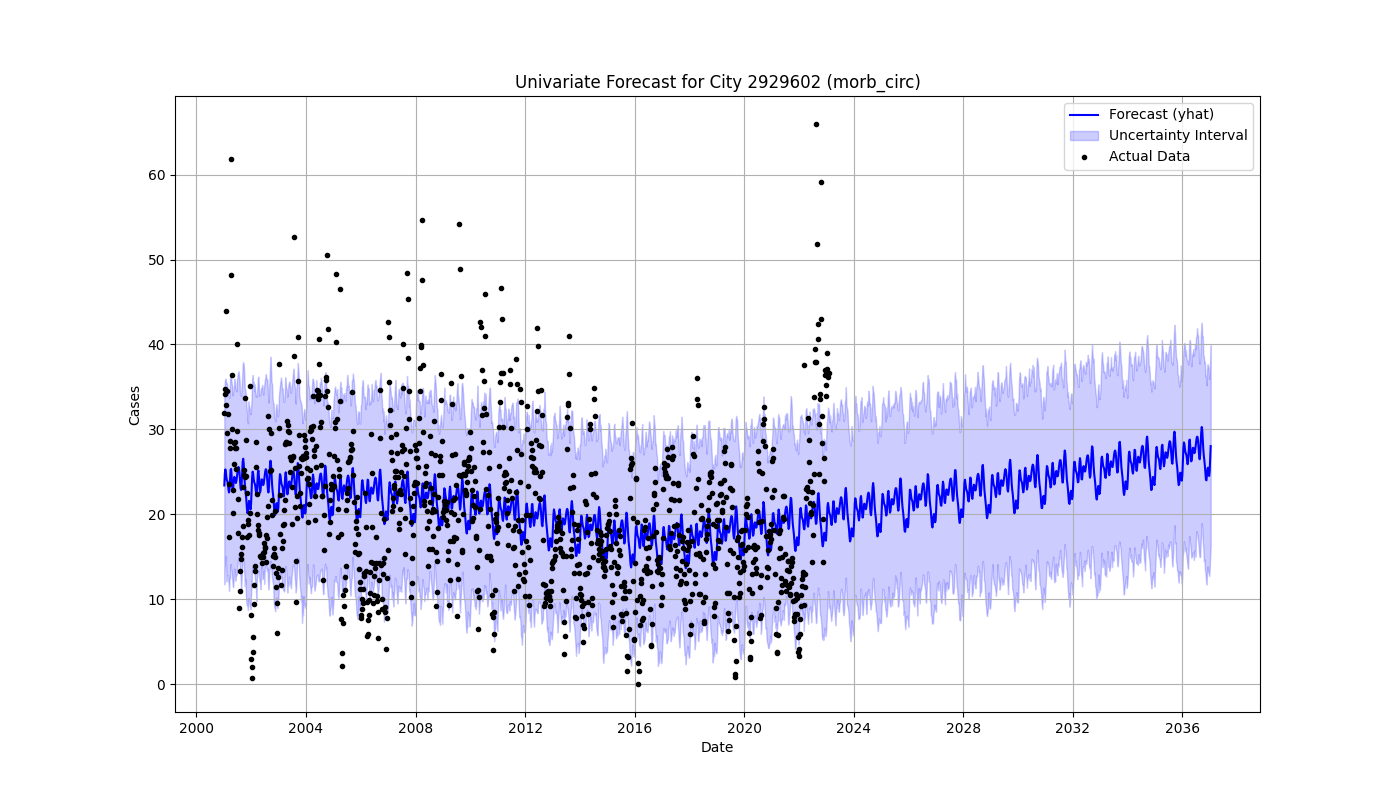 Univariate Forecast for City 2929602 (morb_circ)
Forecast (yhat)
Uncertainty Interval
Actual Data
60
50
40
30
20
10
0
Cases
2000 2004 2008 2012 2016 2020 2024 2028 2032 2036
Date